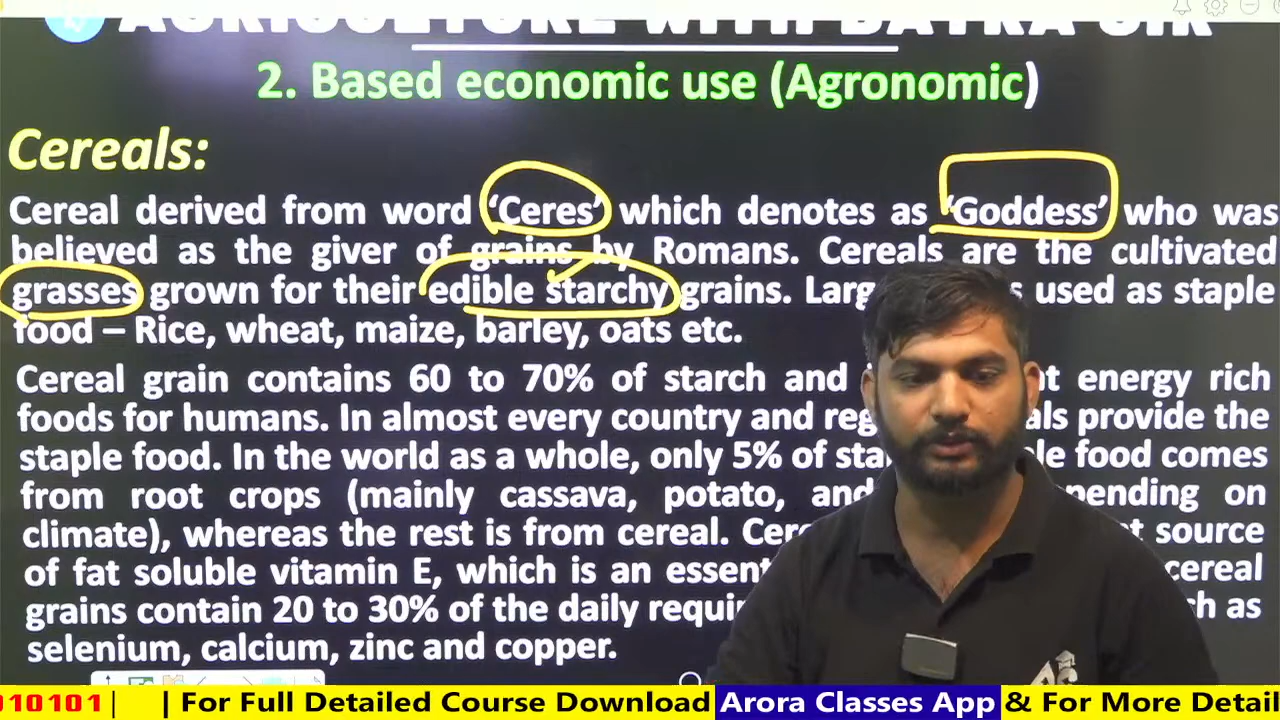 AGRICULTURE WITH BATRA SIR
2. Based economic use (Agronomic)
Cereals:
Cereal derived from word ‘Ceres’ which denotes as ‘Goddess’ who was
believed as the giver of grains by Romans. Cereals are the cultivated
grasses grown for their edible starchy grains. used as staple
food – Rice, wheat, maize, barley, oats etc.
Cereal grain contains 60 to 70% of starch and energy rich
foods for humans. In almost every country and provide the
staple food. In the world as a whole, only 5% of food comes
from root crops (mainly cassava, potato, and on
climate), whereas the rest is from cereal. source
of fat soluble vitamin E, which is an cereal
grains contain 20 to 30% of the daily as
selenium, calcium, zinc and copper.
10101 | | For Full Detailed Course Download Arora Classes App & For More